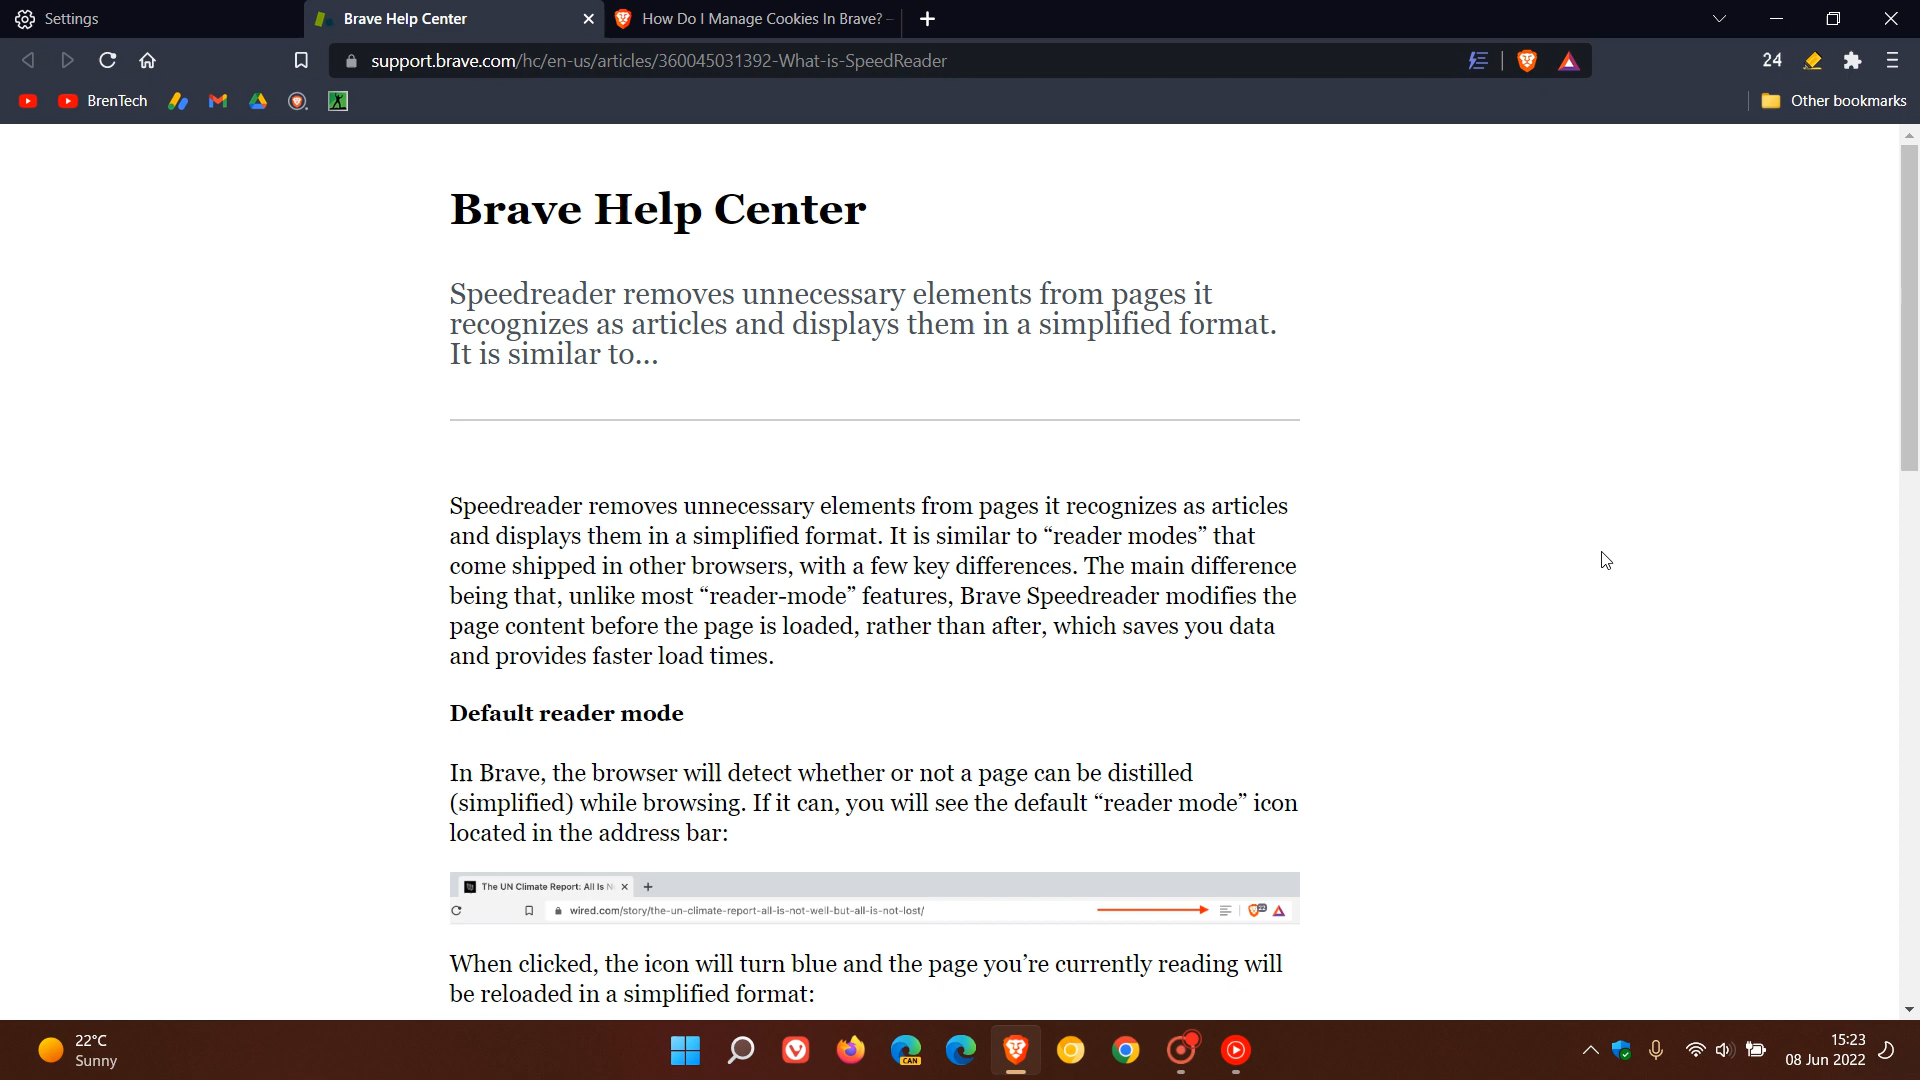 Settings
Brave Help Center
How Do I Manage Cookies In Brave? -
support.brave.com/hc/en-us/articles/360045031392-What-is-SpeedReader
24
BrenTech
Other bookmarks
Brave Help Center
Speedreader removes unnecessary elements from pages it
recognizes as articles and displays them in a simplified format.
It is similar to...
Speedreader removes unnecessary elements from pages it recognizes as articles
and displays them in a simplified format. It is similar to “reader modes” that
come shipped in other browsers, with a few key differences. The main difference
being that, unlike most “reader-mode” features, Brave Speedreader modifies the
page content before the page is loaded, rather than after, which saves you data
and provides faster load times.
Default reader mode
In Brave, the browser will detect whether or not a page can be distilled
(simplified) while browsing. If it can, you will see the default “reader mode” icon
located in the address bar:
The UN Climate Report: All Is N
wired.com/story/the-un-climate-report-all-is-not-well-but-all-is-not-lost/
22
When clicked, the icon will turn blue and the page you’re currently reading will
be reloaded in a simplified format:
22°C
Sunny
CAN
15:23
08 Jun 2022